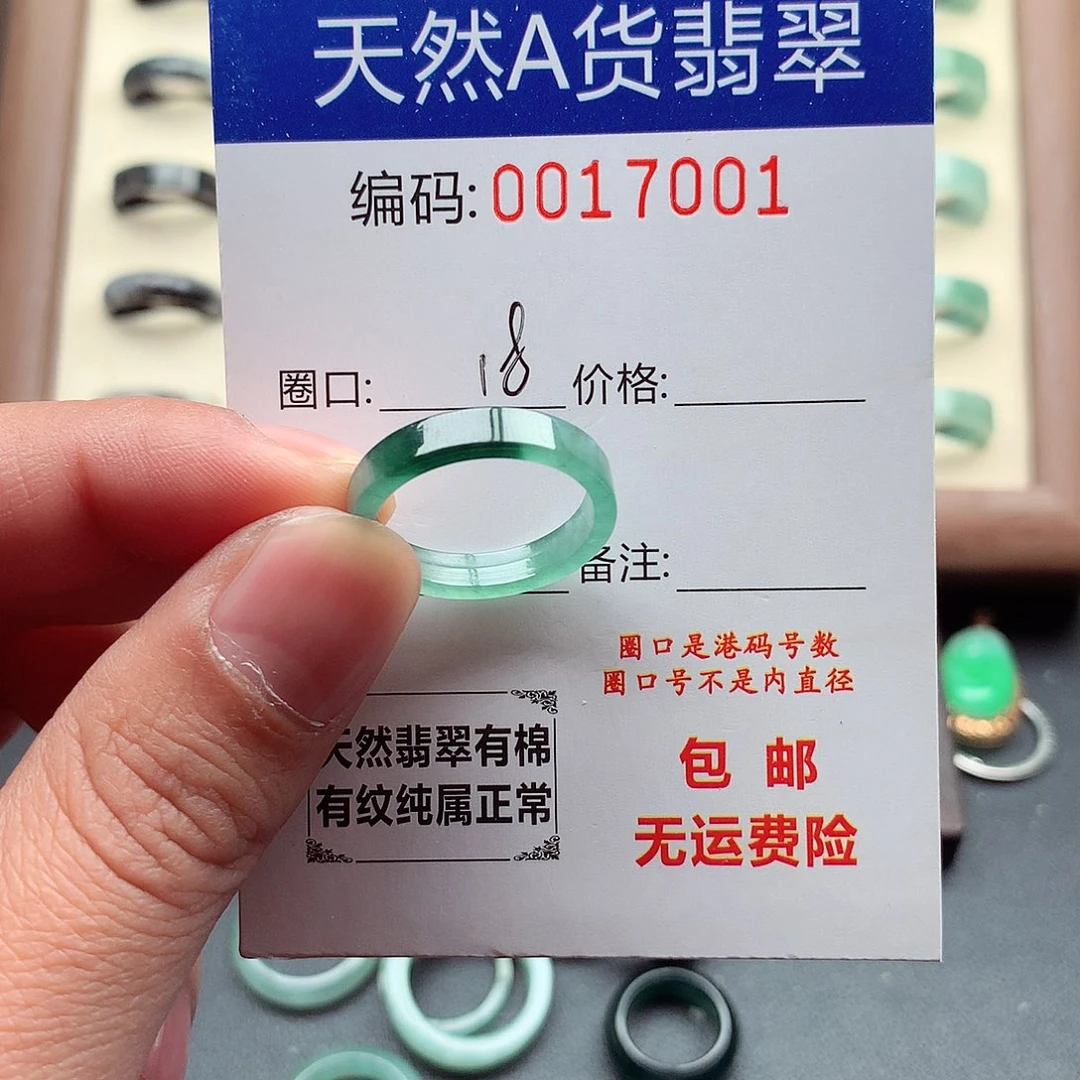 天然A货翡翠
编码:0017001
圈口: 18 价格:
备注:
圈口是港码号数
圈口号不是内直径
天然翡翠有棉
有纹纯属正常
包 邮
无运费险